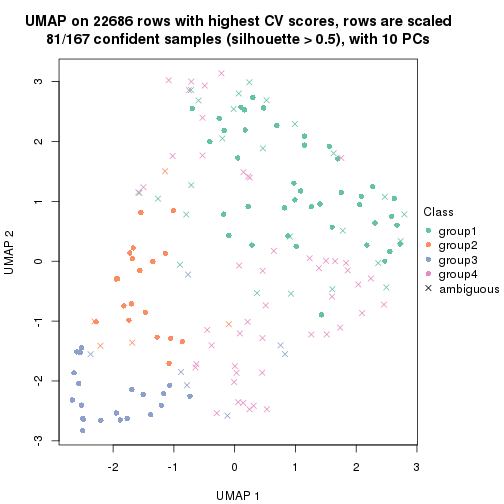 UMAP on 22686 rows with highest CV scores, rows are scaled
81/167 confident samples (silhouette > 0.5), with 10 PCs
3
2
1
0
-1
-2
-3
UMAP 2
-2
-1
0
1
2
3
UMAP 1
Class
group1
group2
group3
group4
ambiguous